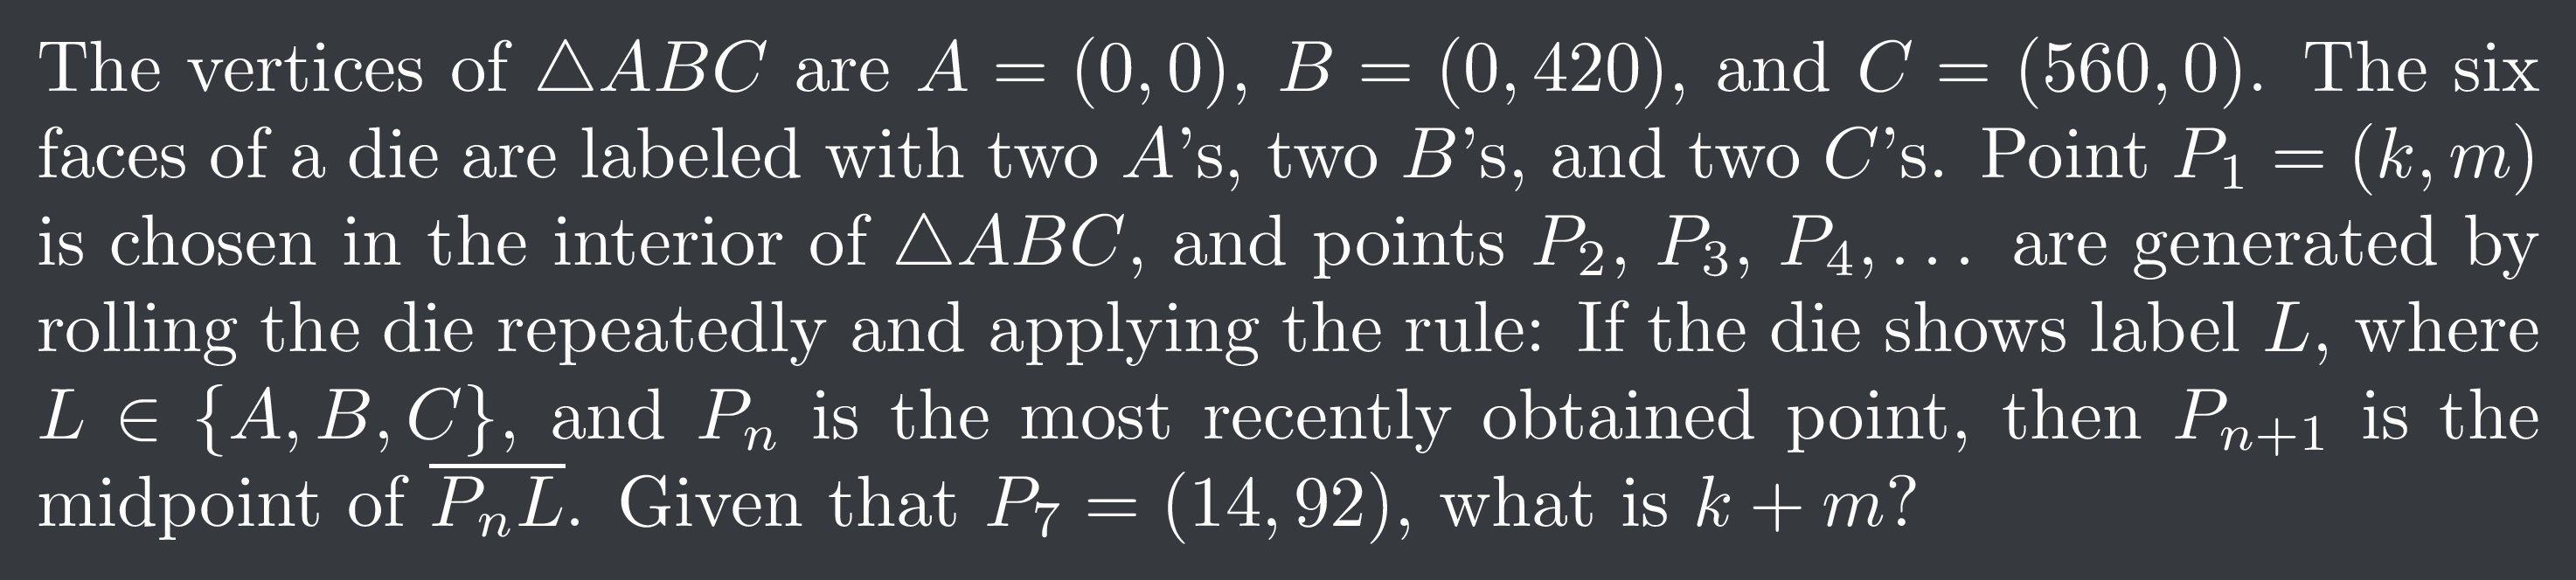 The vertices of △ABC are A = (0, 0), B = (0, 420), and C = (560, 0). The six
faces of a die are labeled with two A’s, two B’s, and two C’s. Point P₁ = (k, m)
is chosen in the interior of △ABC, and points P₂, P₃, P₄, . . . are generated by
rolling the die repeatedly and applying the rule: If the die shows label L, where
L ∈ {A, B, C}, and Pₙ is the most recently obtained point, then Pₙ₊₁ is the
midpoint of \overline{PₙL}. Given that P₇ = (14, 92), what is k + m?